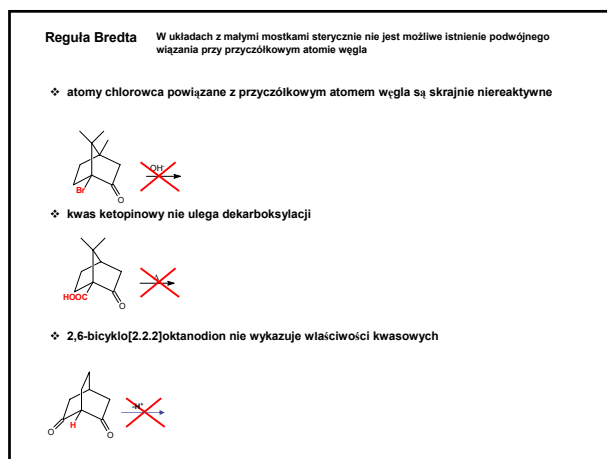 Reguła Bredta
W układach z małymi mostkami sterycznie nie jest możliwe istnienie podwójnego
wiązania przy przyczółkowym atomie węgla
❖ atomy chlorowca powiązane z przyczólkowym atomem węgla są skrajnie niereaktywne
OH-
Br
O
❖ kwas ketopinowy nie ulega dekarboksylacji
Δ
HOOC
O
❖ 2,6-bicyklo[2.2.2]oktanodion nie wykazuje właściwości kwasowych
-H+
H
O
O